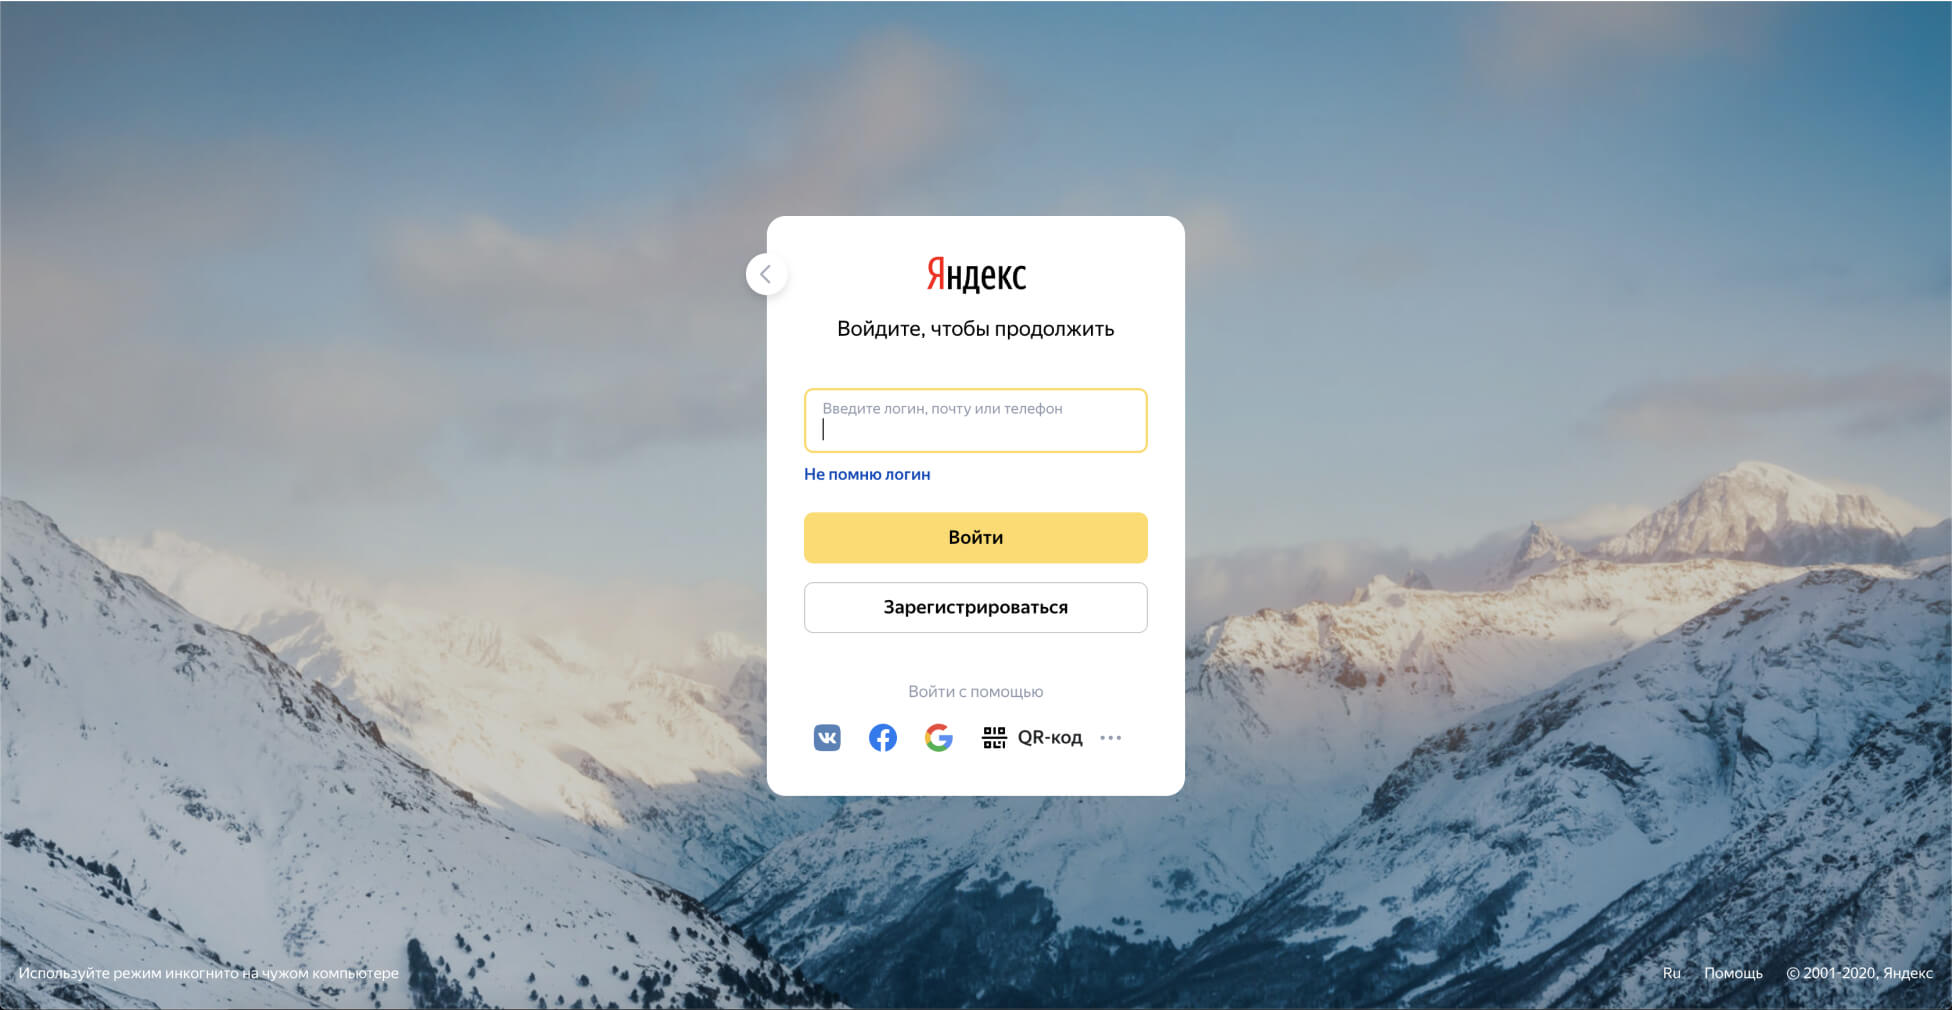 Яндекс
Войдите, чтобы продолжить
Введите логин, почту или телефон
Не помню логин
Войти
Зарегистрироваться
Войти с помощью
QR-код
Используйте режим инкогнито на чужом компьютере
Ru Помощь © 2001-2020, Яндекс